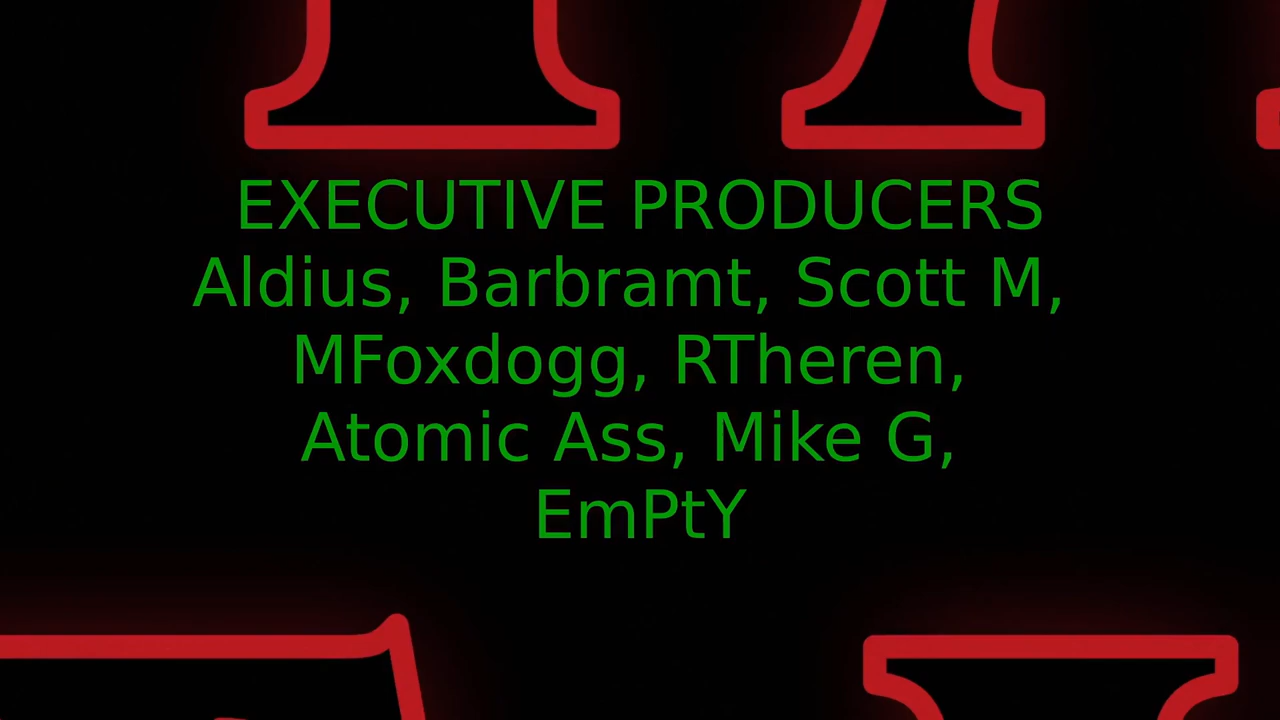 EXECUTIVE PRODUCERS
Aldius, Barbramt, Scott M,
MFoxdogg, RTheren,
Atomic Ass, Mike G,
EmPtY